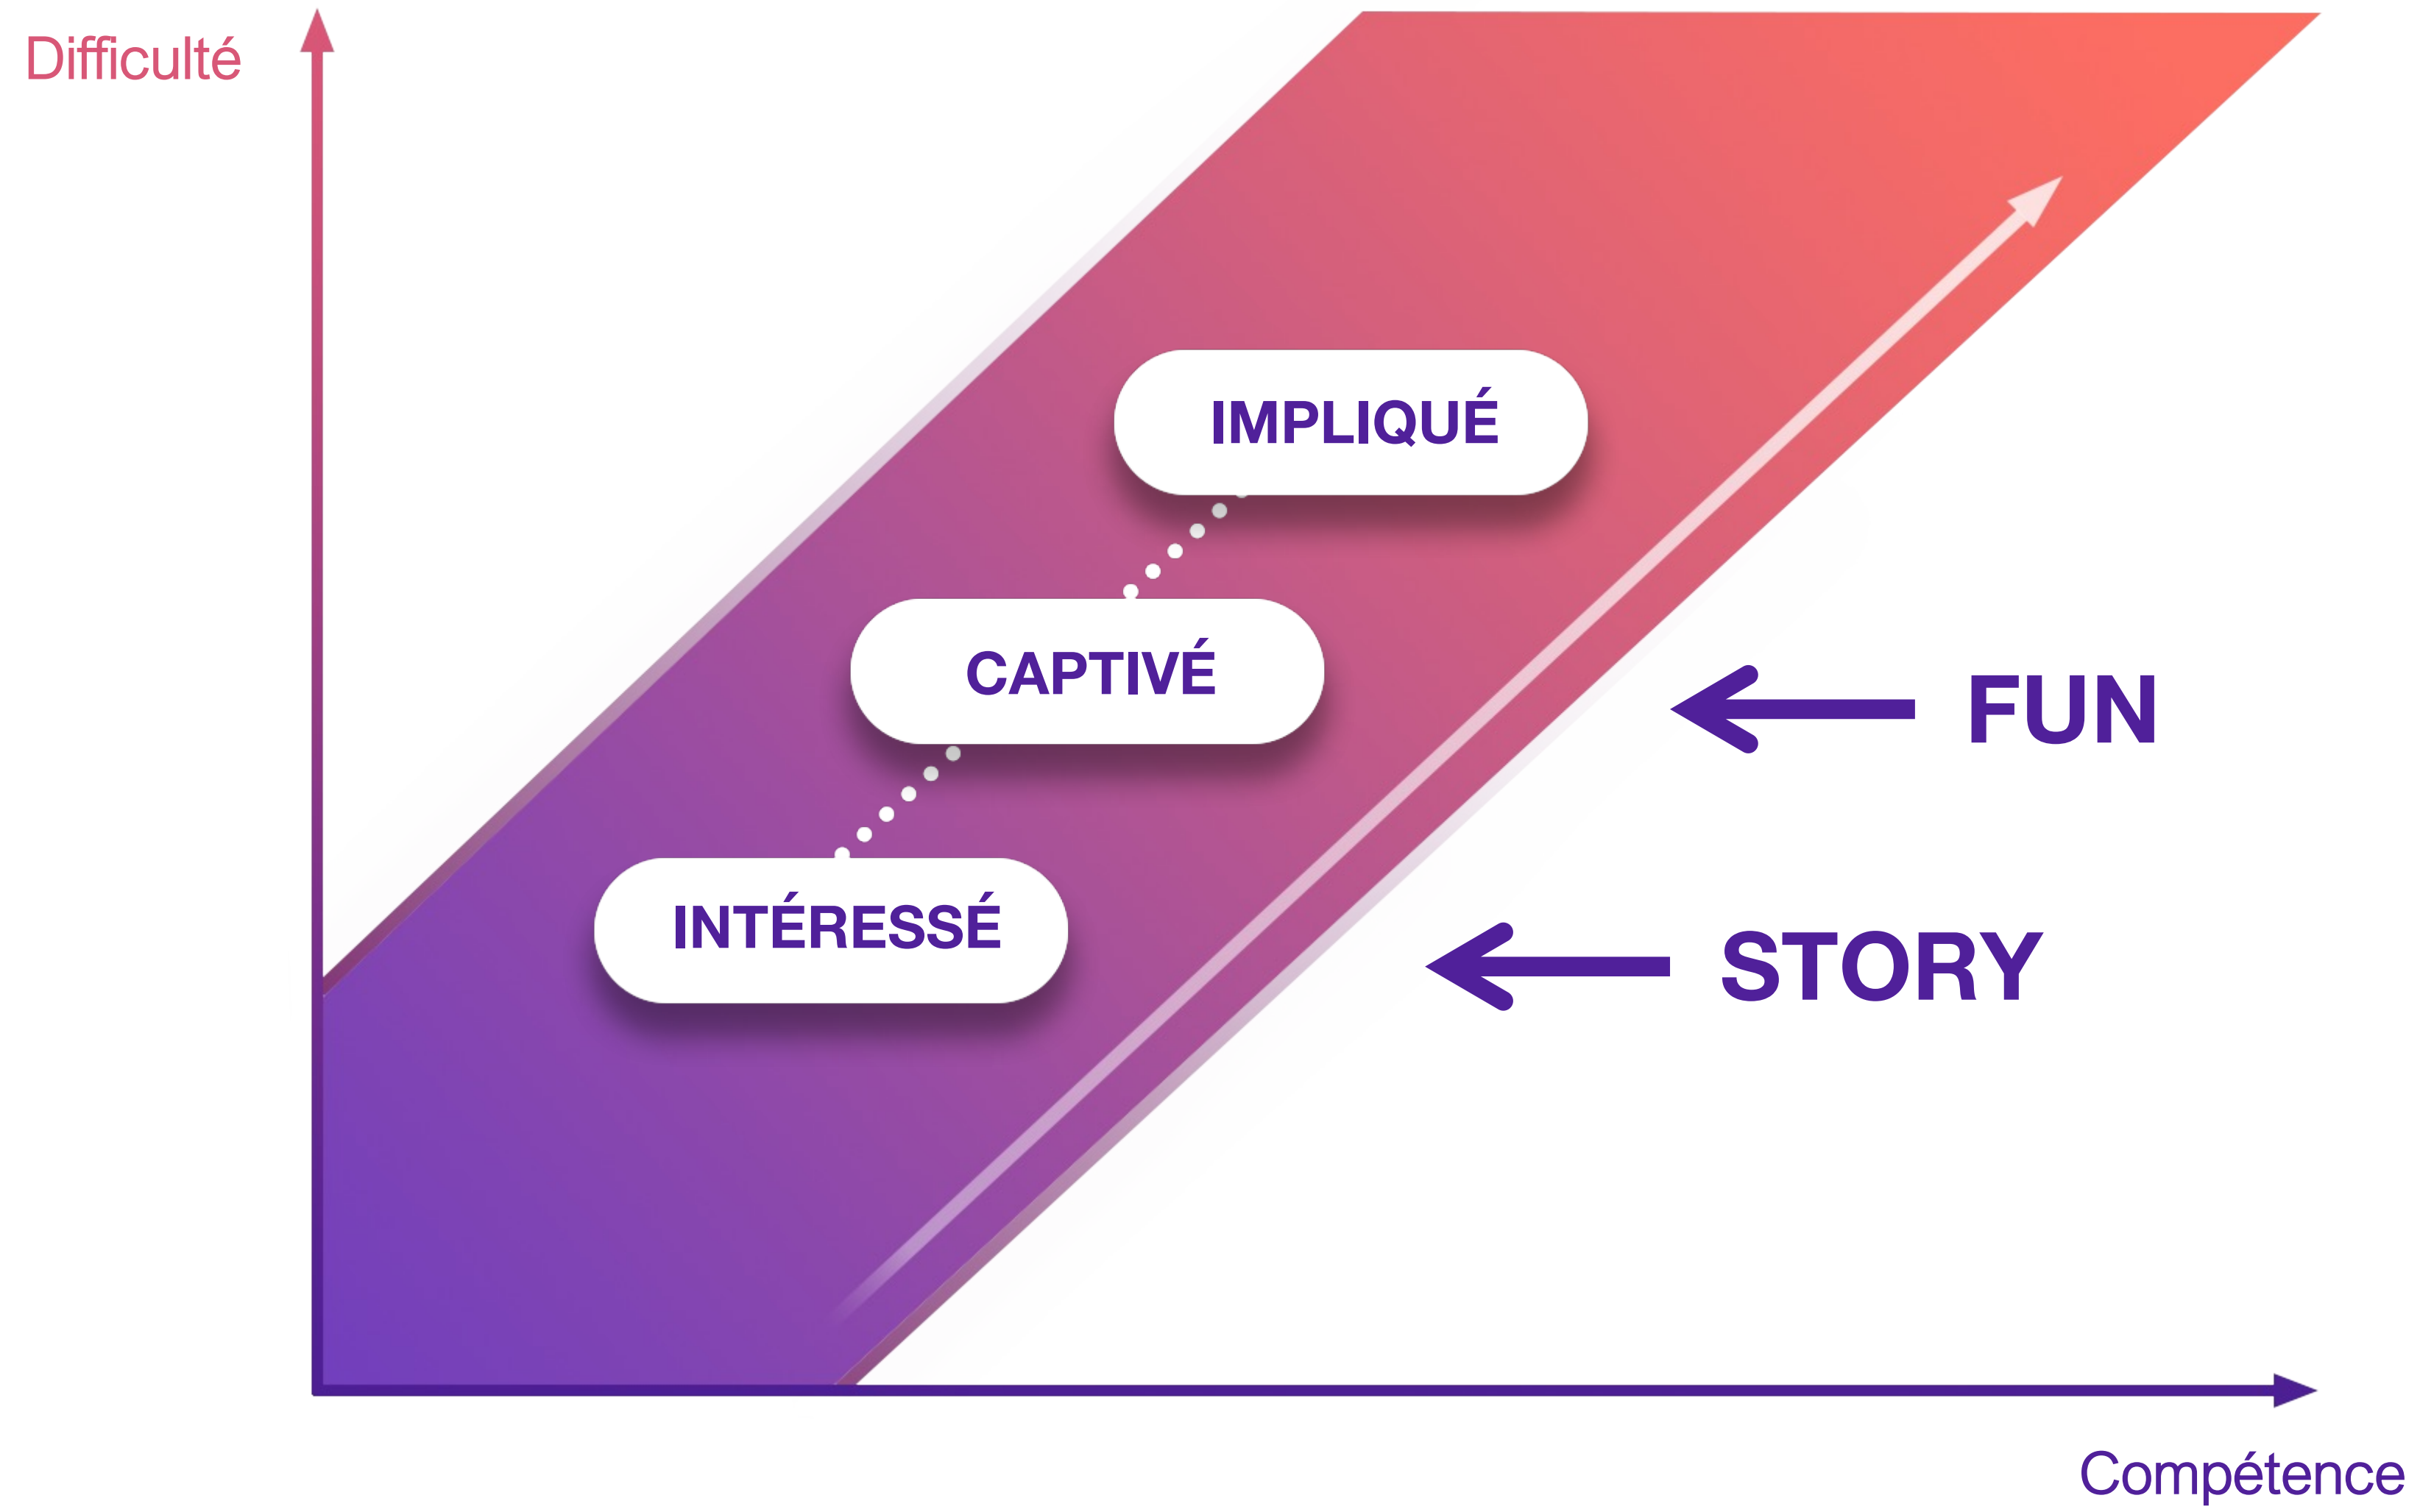 Difficulté
IMPLIQUÉ
CAPTIVÉ
FUN
INTÉRESSÉ
STORY
Compétence